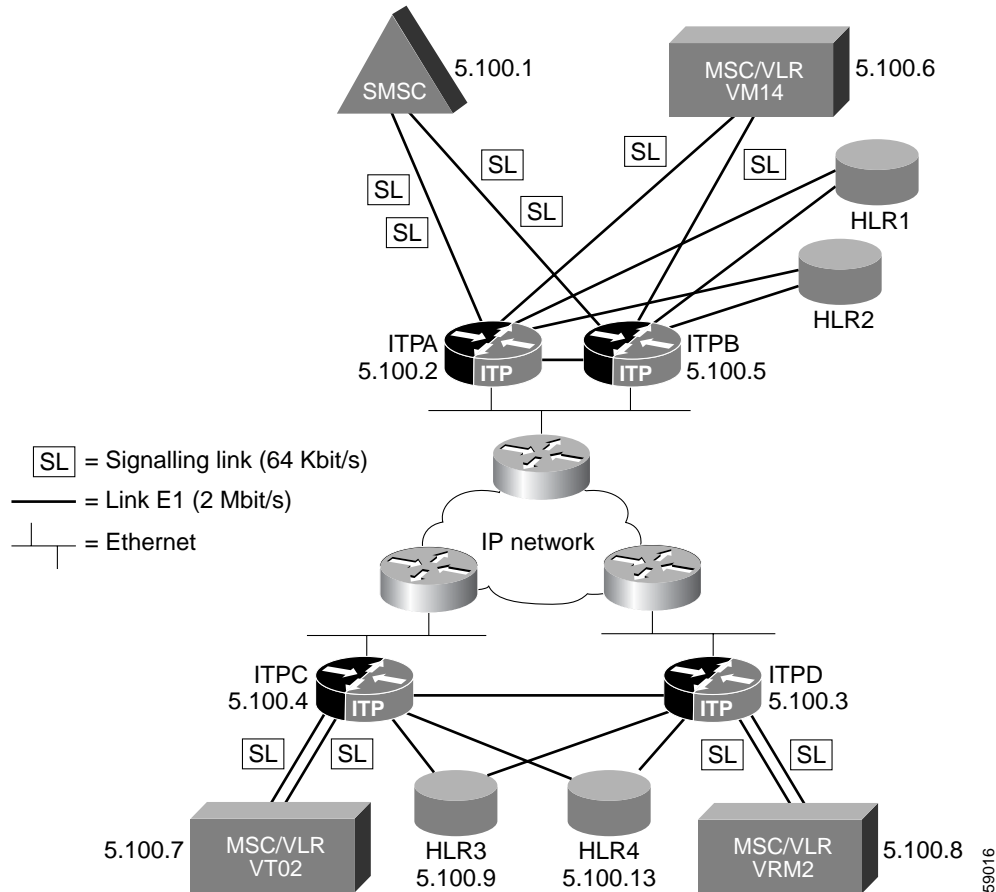 5.100.1
SMSC
MSC/VLR
VM14
5.100.6
SL
SL
SL
SL
SL
SL
HLR1
HLR2
ITPA
5.100.2
ITP
ITP
ITPB
5.100.5
SL = Signalling link (64 Kbit/s)
= Link E1 (2 Mbit/s)
= Ethernet
IP network
ITPC
5.100.4
ITP
ITP
ITPD
5.100.3
SL
SL
SL
SL
5.100.7
MSC/VLR
VT02
HLR3
5.100.9
HLR4
5.100.13
MSC/VLR
VRM2
5.100.8
59016